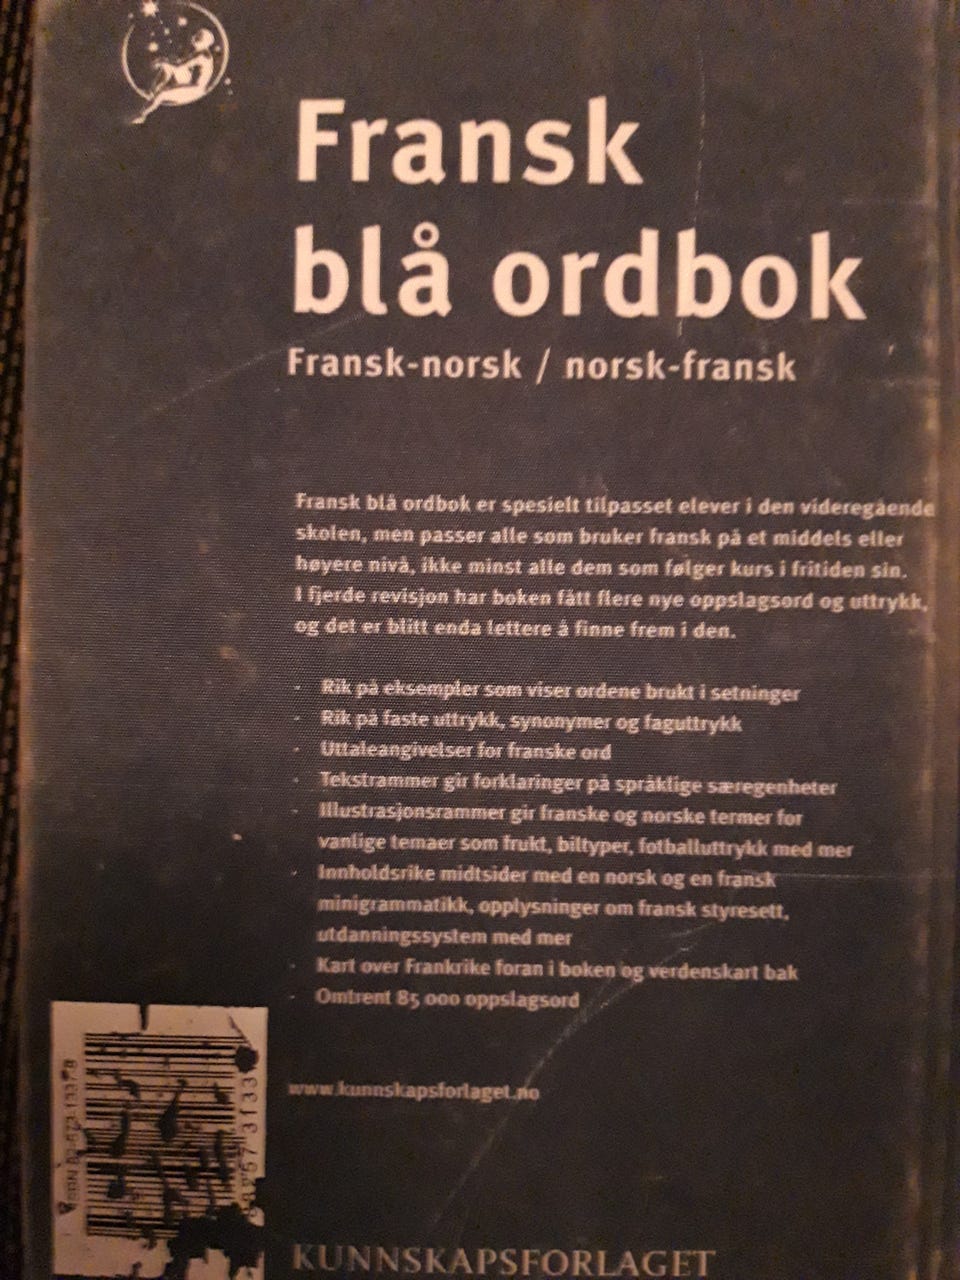 Fransk
blå ordbok
Fransk-norsk / norsk-fransk
Fransk blå ordbok er spesielt tilpasset elever i den videregående
skolen, men passer alle som bruker fransk på et middels eller
høyere nivå, ikke minst alle dem som følger kurs i fritiden sin.
I fjerde revisjon har boken fått flere nye oppslagsord og uttrykk,
og det er blitt enda lettere å finne frem i den.
- Rik på eksempler som viser ordene brukt i setninger
- Rik på faste uttrykk, synonymer og faguttrykk
- Uttaleangivelser for franske ord
- Tekstrammer gir forklaringer på språklige særegenheter
- Illustrasjonsrammer gir franske og norske termer for
vanlige temaer som frukt, biltyper, fotballuttrykk med mer
- Innholdsrike midtsider med en norsk og en fransk
minigrammatikk, opplysninger om fransk styresett,
utdanningssystem med mer
- Kart over Frankrike foran i boken og verdenskart bak
- Omtrent 85 000 oppslagsord
www.kunnskapsforlaget.no
ISBN 82-573-1337-8
KUNNSKAPSFORLAGET